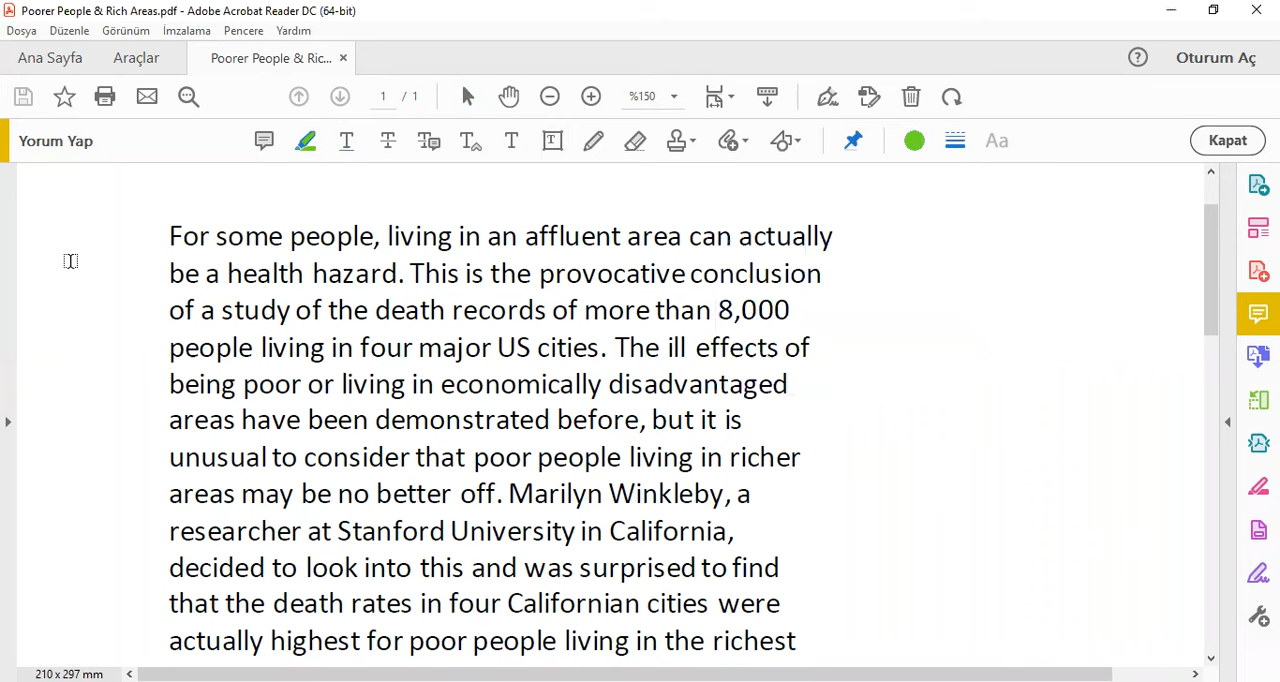 Poorer People & Rich Areas.pdf - Adobe Acrobat Reader DC (64-bit)
Dosya Düzenle Görünüm İmzalama Pencere Yardım
Ana Sayfa Araçlar Poorer People & Ric... Oturum Aç
1 / 1 %150
Yorum Yap Aa Kapat
For some people, living in an affluent area can actually
be a health hazard. This is the provocative conclusion
of a study of the death records of more than 8,000
people living in four major US cities. The ill effects of
being poor or living in economically disadvantaged
areas have been demonstrated before, but it is
unusual to consider that poor people living in richer
areas may be no better off. Marilyn Winkleby, a
researcher at Stanford University in California,
decided to look into this and was surprised to find
that the death rates in four Californian cities were
actually highest for poor people living in the richest
210 x 297 mm